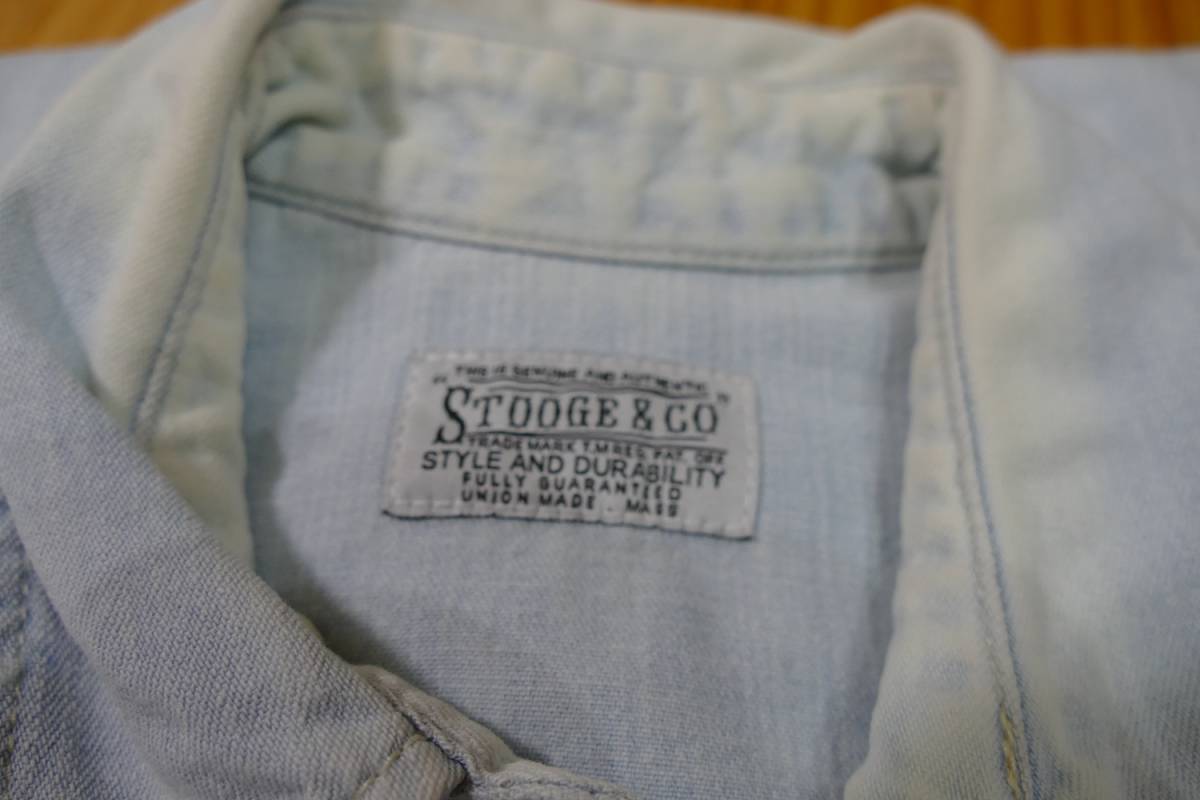 THIS IS GENUINE AND AUTHENTIC
"STOOGE & CO"
TRADE MARK T.M REG. PAT. OFF
STYLE AND DURABILITY
FULLY GUARANTEED
UNION MADE . MASS